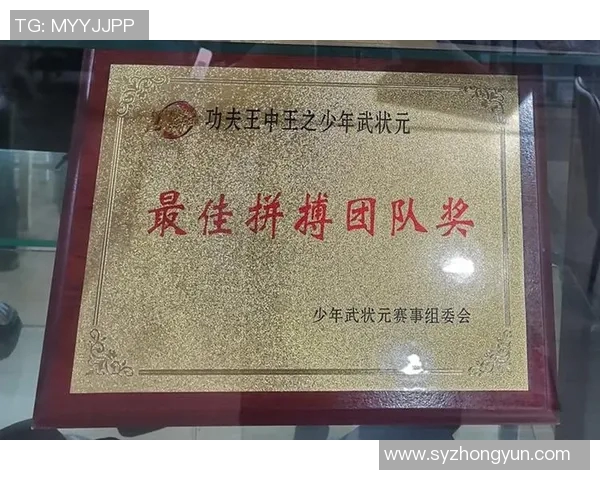 TG: MYYJJPP
功夫王中王之少年武状元
最佳拼搏团队奖
少年武状元赛事组委会
www.syzhongyun.com